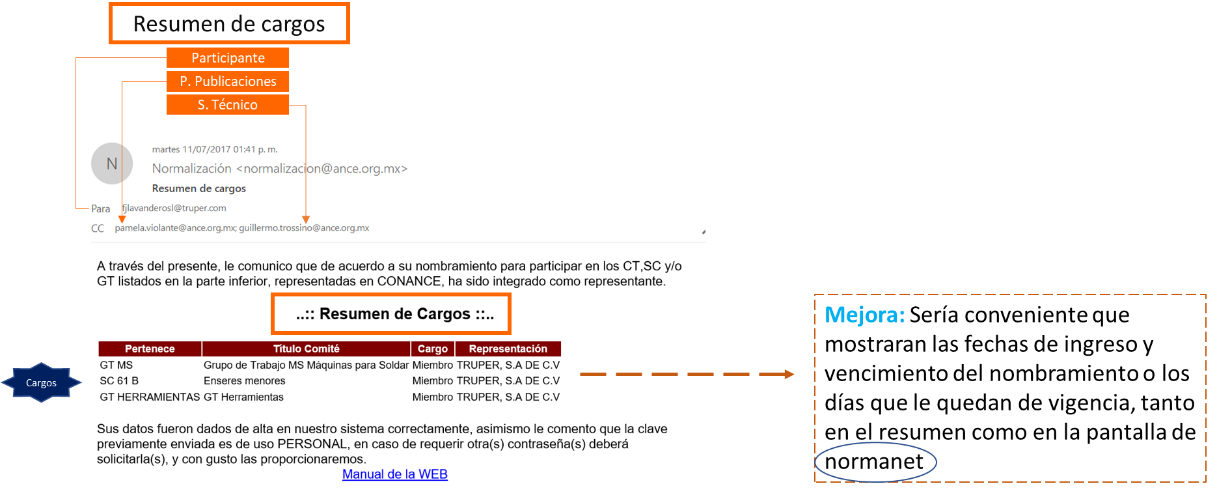 Resumen de cargos
Participante
P. Publicaciones
S. Técnico
N
martes 11/07/2017 01:41 p. m.
Normalización <normalizacion@ance.org.mx>
Resumen de cargos
Para fjlavanderosl@truper.com
CC pamela.violante@ance.org.mx; guillermo.trossino@ance.org.mx
A través del presente, le comunico que de acuerdo a su nombramiento para participar en los CT,SC y/o
GT listados en la parte inferior, representadas en CONANCE, ha sido integrado como representante.
..:: Resumen de Cargos ::..
Pertenece Título Comité Cargo Representación
GT MS Grupo de Trabajo MS Máquinas para Soldar Miembro TRUPER, S.A DE C.V
SC 61 B Enseres menores Miembro TRUPER, S.A DE C.V
GT HERRAMIENTAS GT Herramientas Miembro TRUPER, S.A DE C.V
Cargos
Sus datos fueron dados de alta en nuestro sistema correctamente, asimismo le comento que la clave
previamente enviada es de uso PERSONAL, en caso de requerir otra(s) contraseña(s) deberá
solicitarla(s), y con gusto las proporcionaremos.
Manual de la WEB
Mejora: Sería conveniente que
mostraran las fechas de ingreso y
vencimiento del nombramiento o los
días que le quedan de vigencia, tanto
en el resumen como en la pantalla de
normanet